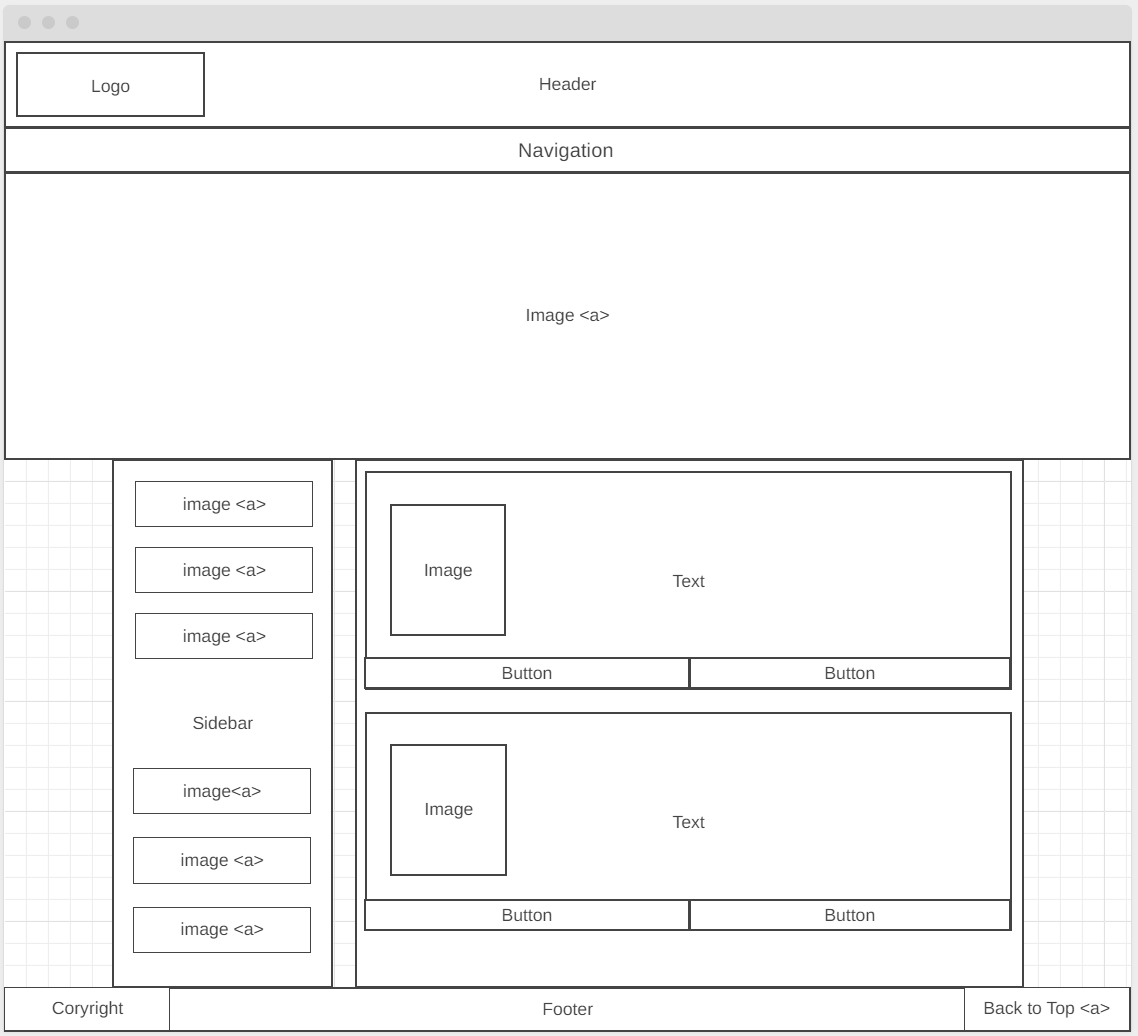 Logo
Header
Navigation
Image <a>
image <a>
image <a>
image <a>
Sidebar
image<a>
image <a>
image <a>
Image
Text
Button
Button
Image
Text
Button
Button
Coryright
Footer
Back to Top <a>